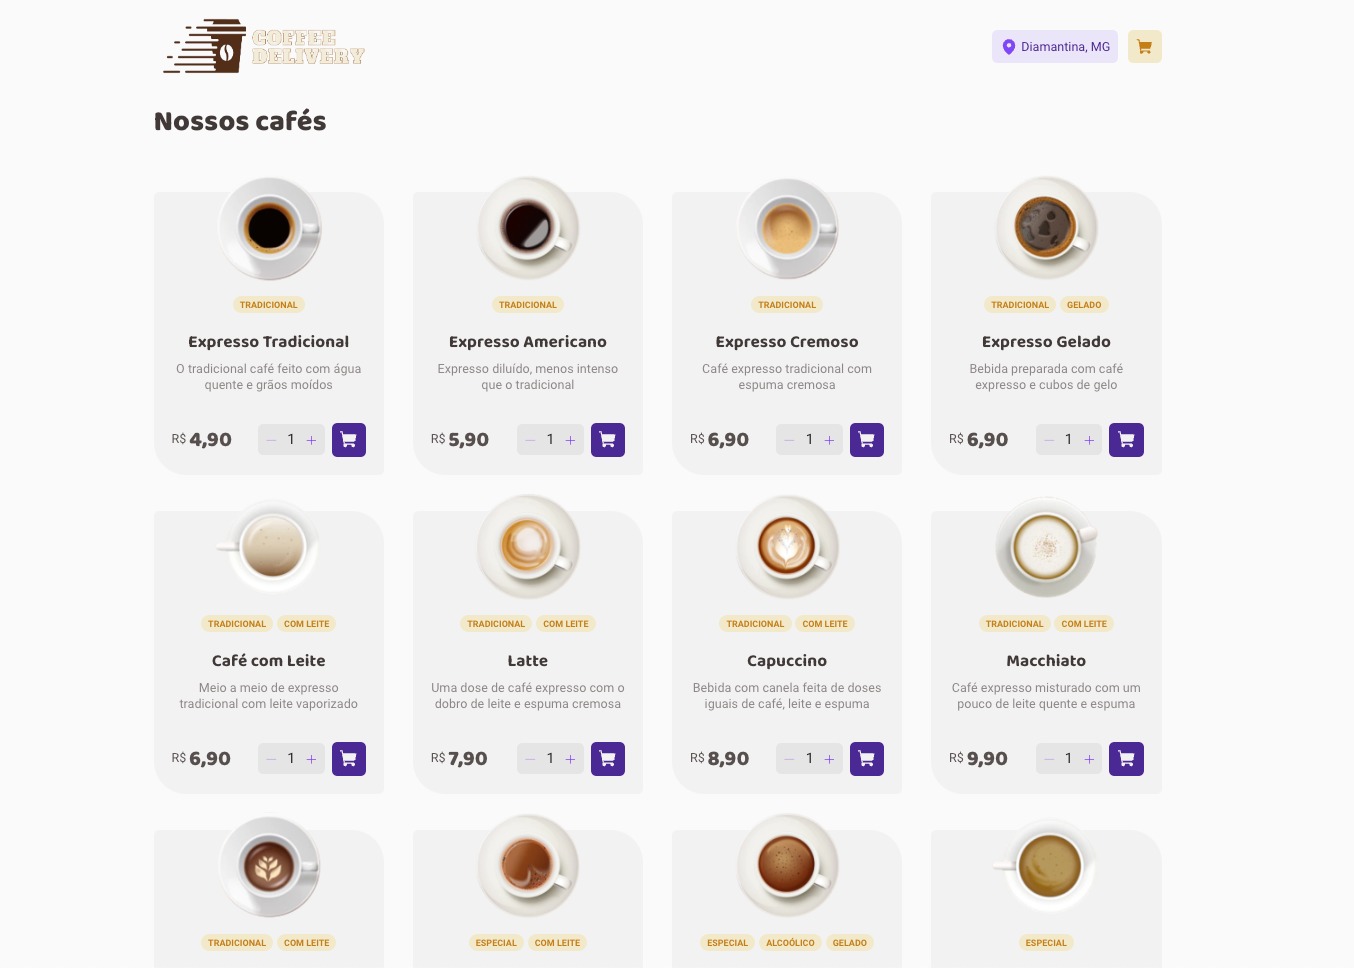 COFFEE
DELIVERY
Diamantina, MG
Nossos cafés
TRADICIONAL
TRADICIONAL
TRADICIONAL
TRADICIONAL GELADO
Expresso Tradicional
Expresso Americano
Expresso Cremoso
Expresso Gelado
O tradicional café feito com água
quente e grãos moídos
Expresso diluído, menos intenso
que o tradicional
Café expresso tradicional com
espuma cremosa
Bebida preparada com café
expresso e cubos de gelo
R$ 4,90 − 1 +
R$ 5,90 − 1 +
R$ 6,90 − 1 +
R$ 6,90 − 1 +
TRADICIONAL COM LEITE
TRADICIONAL COM LEITE
TRADICIONAL COM LEITE
TRADICIONAL COM LEITE
Café com Leite
Latte
Capuccino
Macchiato
Meio a meio de expresso
tradicional com leite vaporizado
Uma dose de café expresso com o
dobro de leite e espuma cremosa
Bebida com canela feita de doses
iguais de café, leite e espuma
Café expresso misturado com um
pouco de leite quente e espuma
R$ 6,90 − 1 +
R$ 7,90 − 1 +
R$ 8,90 − 1 +
R$ 9,90 − 1 +
TRADICIONAL COM LEITE
ESPECIAL COM LEITE
ESPECIAL ALCOÓLICO GELADO
ESPECIAL